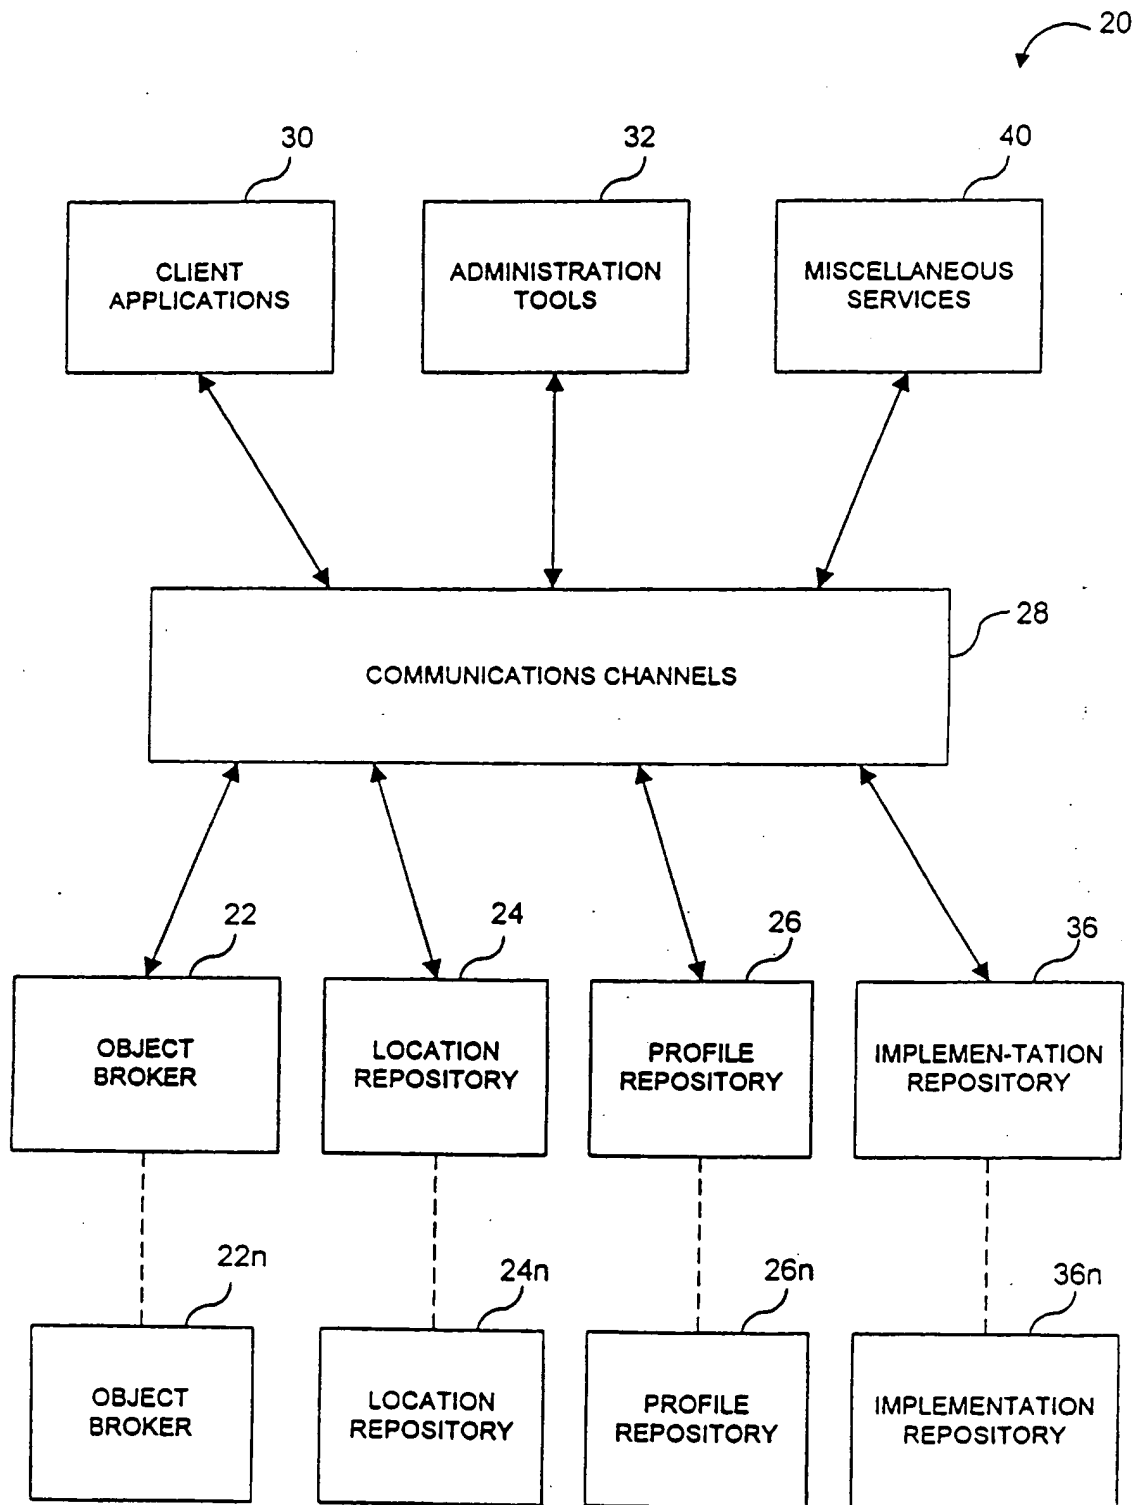 20
30
32
40
CLIENT
APPLICATIONS
ADMINISTRATION
TOOLS
MISCELLANEOUS
SERVICES
28
COMMUNICATIONS CHANNELS
22
24
26
36
OBJECT
BROKER
LOCATION
REPOSITORY
PROFILE
REPOSITORY
IMPLEMEN-TATION
REPOSITORY
22n
24n
26n
36n
OBJECT
BROKER
LOCATION
REPOSITORY
PROFILE
REPOSITORY
IMPLEMENTATION
REPOSITORY